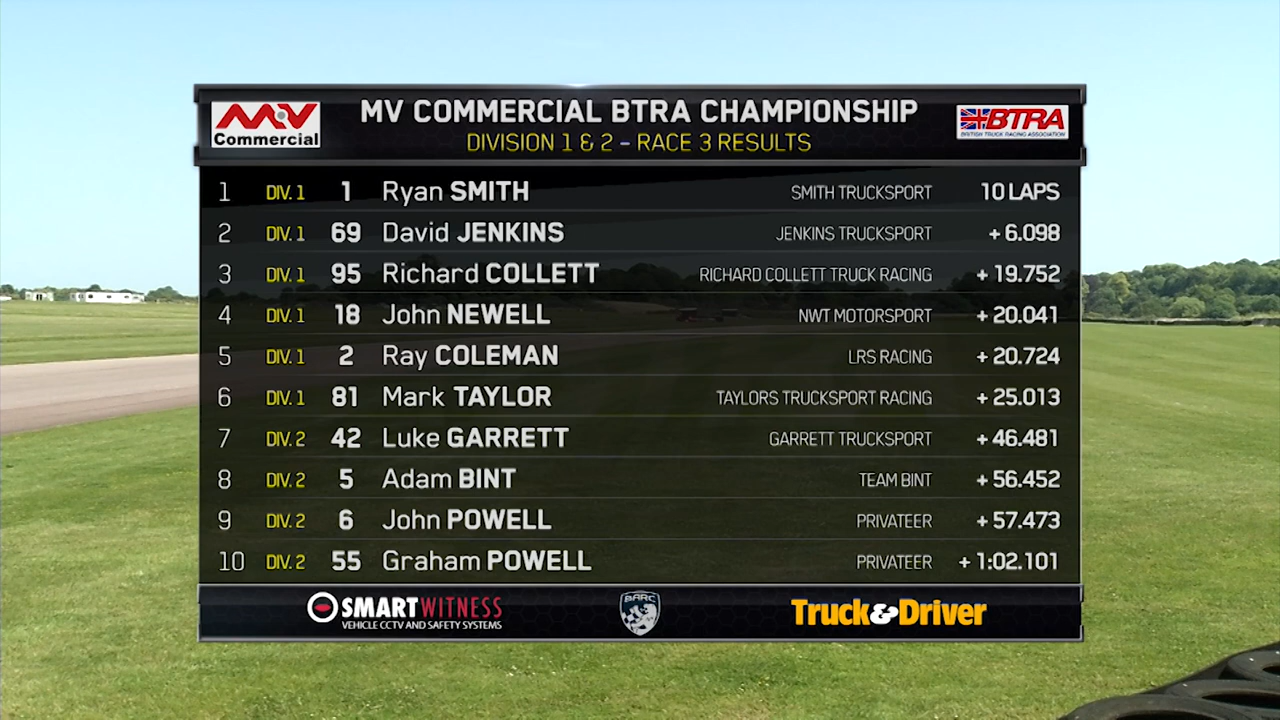 MV Commercial
MV COMMERCIAL BTRA CHAMPIONSHIP
DIVISION 1 & 2 - RACE 3 RESULTS
BTRA
BRITISH TRUCK RACING ASSOCIATION
1 DIV. 1 1 Ryan SMITH SMITH TRUCKSPORT 10 LAPS
2 DIV. 1 69 David JENKINS JENKINS TRUCKSPORT + 6.098
3 DIV. 1 95 Richard COLLETT RICHARD COLLETT TRUCK RACING + 19.752
4 DIV. 1 18 John NEWELL NWT MOTORSPORT + 20.041
5 DIV. 1 2 Ray COLEMAN LRS RACING + 20.724
6 DIV. 1 81 Mark TAYLOR TAYLORS TRUCKSPORT RACING + 25.013
7 DIV. 2 42 Luke GARRETT GARRETT TRUCKSPORT + 46.481
8 DIV. 2 5 Adam BINT TEAM BINT + 56.452
9 DIV. 2 6 John POWELL PRIVATEER + 57.473
10 DIV. 2 55 Graham POWELL PRIVATEER + 1:02.101
SMARTWITNESS
VEHICLE CCTV AND SAFETY SYSTEMS
BARC
Truck&Driver